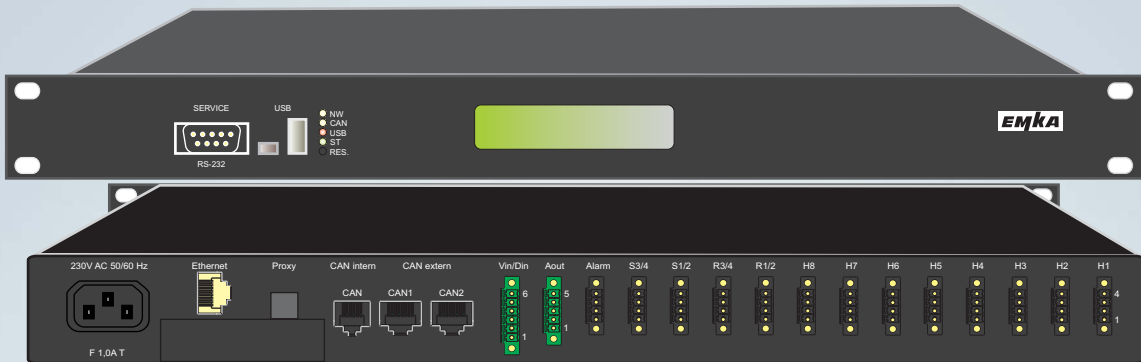 SERVICE
USB
NW
CAN
USB
ST
RES.
RS-232
EMKA
230V AC 50/60 Hz
Ethernet
Proxy
CAN intern
CAN extern
Vin/Din
Aout
Alarm
S3/4
S1/2
R3/4
R1/2
H8
H7
H6
H5
H4
H3
H2
H1
CAN
CAN1
CAN2
6
5
4
1
1
1
F 1,0A T